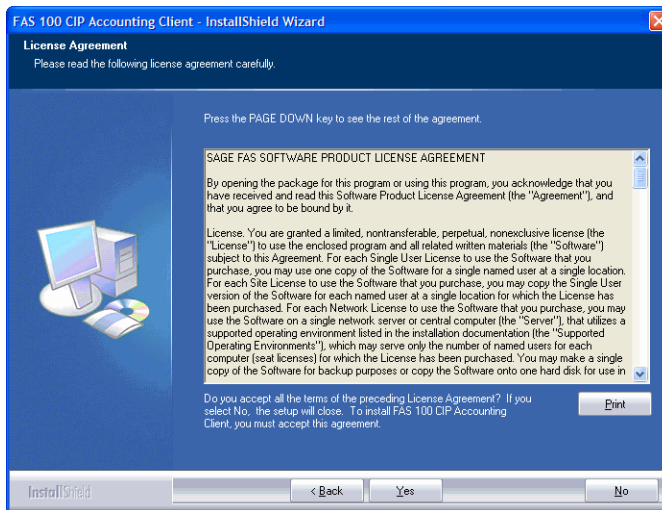 FAS 100 CIP Accounting Client - InstallShield Wizard
License Agreement
Please read the following license agreement carefully.
Press the PAGE DOWN key to see the rest of the agreement.
SAGE FAS SOFTWARE PRODUCT LICENSE AGREEMENT
By opening the package for this program or using this program, you acknowledge that you
have received and read this Software Product License Agreement (the "Agreement"), and
that you agree to be bound by it.
License. You are granted a limited, nontransferable, perpetual, nonexclusive license (the
"License") to use the enclosed program and all related written materials (the "Software")
subject to this Agreement. For each Single User License to use the Software that you
purchase, you may use one copy of the Software for a single named user at a single location.
For each Site License to use the Software that you purchase, you may copy the Single User
version of the Software for each named user at a single location for which the License has
been purchased. For each Network License to use the Software that you purchase, you may
use the Software on a single network server or central computer (the "Server"), that utilizes a
supported operating environment listed in the installation documentation (the "Supported
Operating Environments"), which may serve only the number of named users for each
computer (seat licenses) for which the License has been purchased. You may make a single
copy of the Software for backup purposes or copy the Software onto one hard disk for use in
Do you accept all the terms of the preceding License Agreement? If you
select No, the setup will close. To install FAS 100 CIP Accounting
Client, you must accept this agreement.
Print
InstallShield
< Back
Yes
No